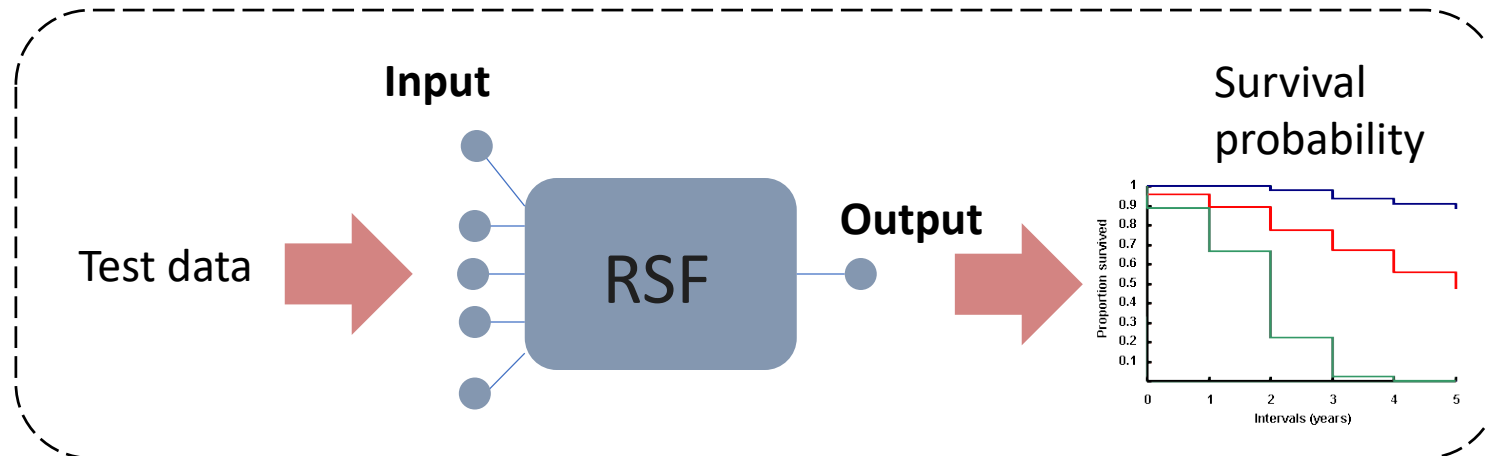 Input
Test data
RSF
Output
Survival
probability
Proportion survived
1
0.9
0.8
0.7
0.6
0.5
0.4
0.3
0.2
0.1
0 1 2 3 4 5
Intervals (years)